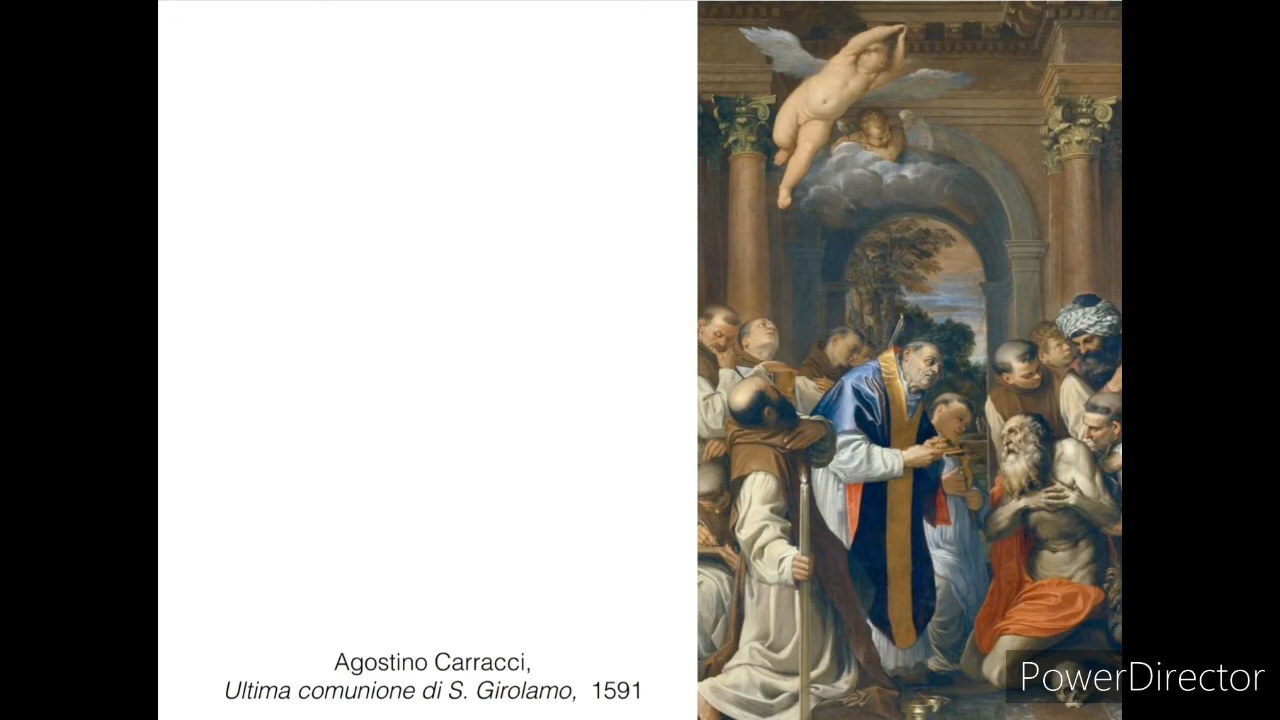 Agostino Carracci,
Ultima comunione di S. Girolamo, 1591
PowerDirector